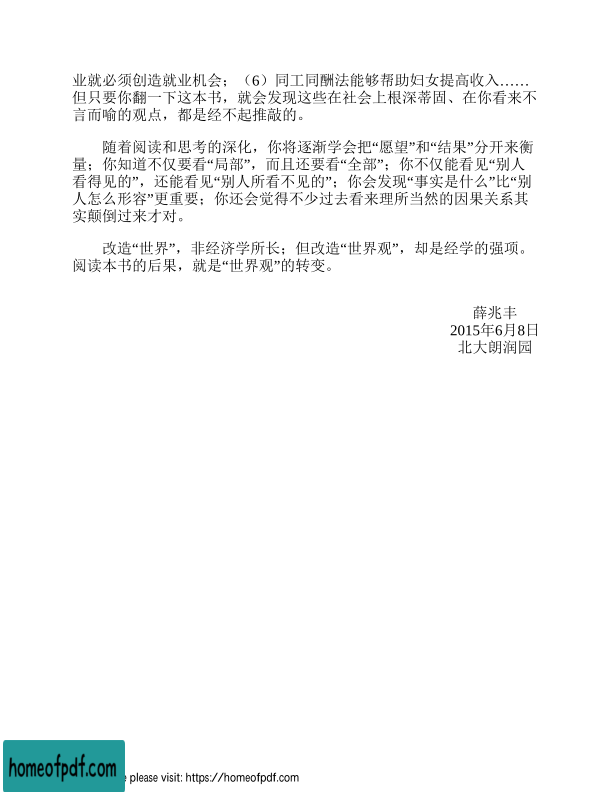 业就必须创造就业机会；（6）同工同酬法能够帮助妇女提高收入……
但只要你翻一下这本书，就会发现这些在社会上根深蒂固、在你看来不
言而喻的观点，都是经不起推敲的。
随着阅读和思考的深化，你将逐渐学会把“愿望”和“结果”分开来衡
量；你知道不仅要看“局部”，而且还要看“全部”；你不仅能看见“别人
看得见的”，还能看见“别人所看不见的”；你会发现“事实是什么”比“别
人怎么形容”更重要；你还会觉得不少过去看来理所当然的因果关系其
实颠倒过来才对。
改造“世界”，非经济学所长；但改造“世界观”，却是经学的强项。
阅读本书的后果，就是“世界观”的转变。
薛兆丰
2015年6月8日
北大朗润园
homeofpdf.com
e please visit: https://homeofpdf.com